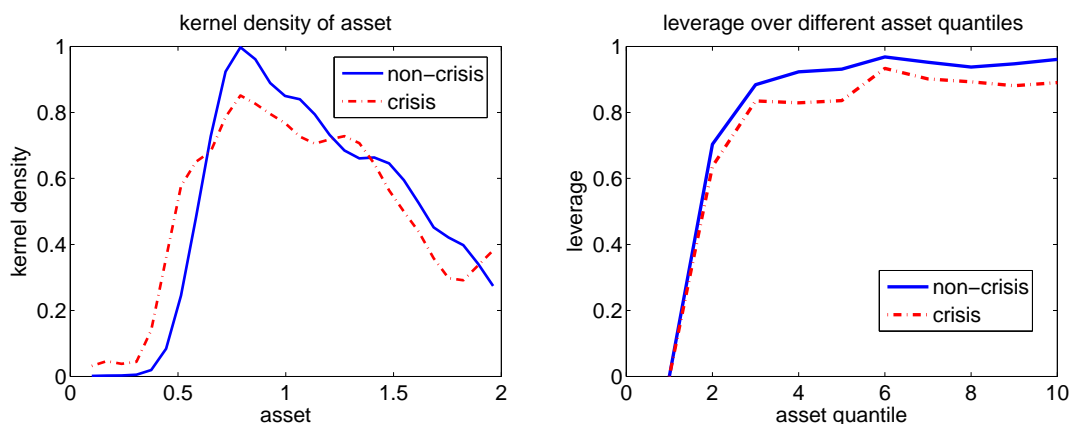 kernel density of asset
1
0.8
0.6
0.4
0.2
0
kernel density
non−crisis
crisis
0
0.5
1
1.5
2
asset
leverage over different asset quantiles
1
0.8
0.6
0.4
0.2
0
leverage
non−crisis
crisis
0
2
4
6
8
10
asset quantile